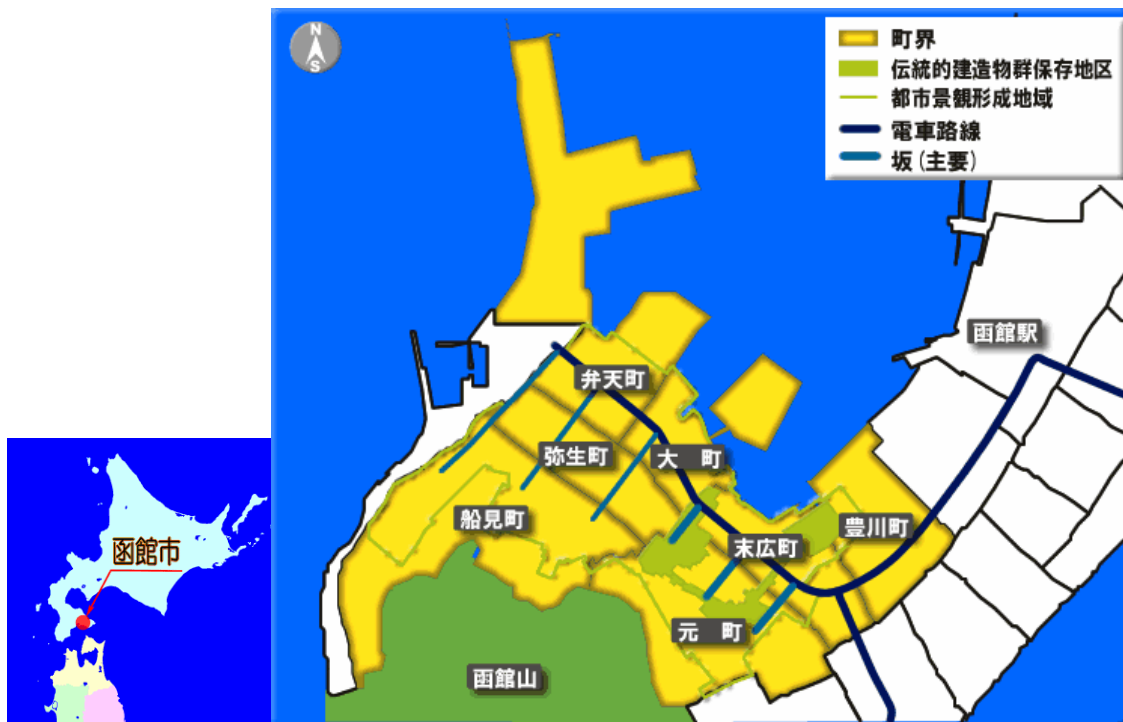 N
S
町界
伝統的建造物群保存地区
都市景観形成地域
電車路線
坂(主要)
函館駅
弁天町
弥生町
大 町
船見町
末広町
豊川町
元 町
函館山
函館市